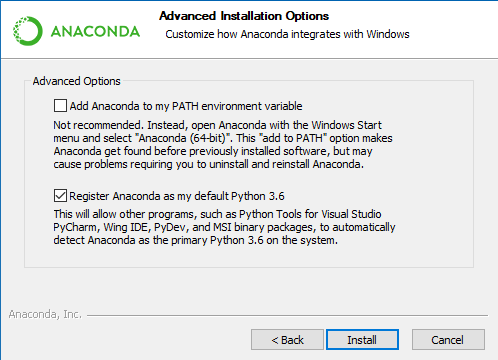 ANACONDA
Advanced Installation Options
Customize how Anaconda integrates with Windows
Advanced Options
Add Anaconda to my PATH environment variable
Not recommended. Instead, open Anaconda with the Windows Start
menu and select "Anaconda (64-bit)". This "add to PATH" option makes
Anaconda get found before previously installed software, but may
cause problems requiring you to uninstall and reinstall Anaconda.
Register Anaconda as my default Python 3.6
This will allow other programs, such as Python Tools for Visual Studio
PyCharm, Wing IDE, PyDev, and MSI binary packages, to automatically
detect Anaconda as the primary Python 3.6 on the system.
Anaconda, Inc.
< Back
Install
Cancel